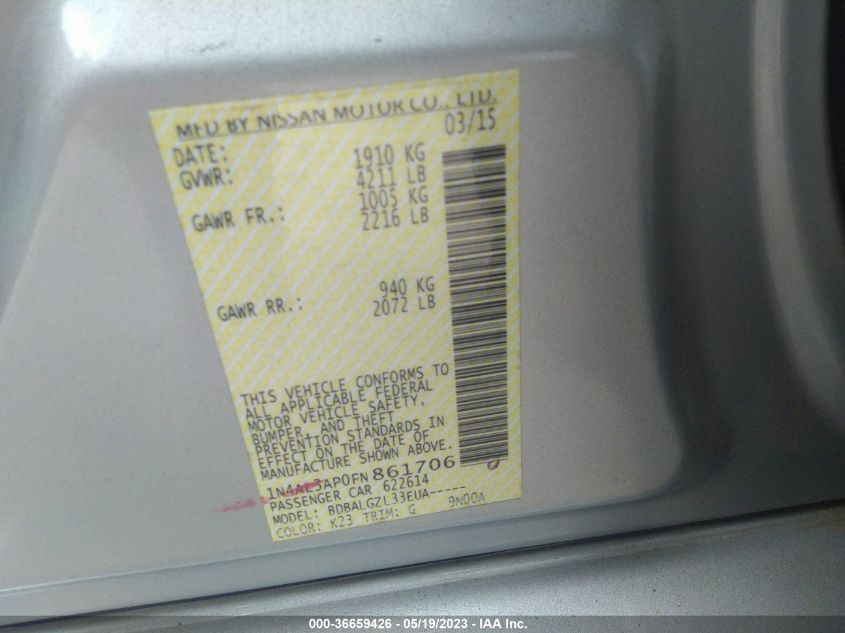 MFD BY NISSAN MOTOR CO., LTD.
DATE: 03/15
GVWR: 1910 KG
4211 LB
GAWR FR.: 1005 KG
2216 LB
GAWR RR.: 940 KG
2072 LB
THIS VEHICLE CONFORMS TO
ALL APPLICABLE FEDERAL
MOTOR VEHICLE SAFETY,
BUMPER, AND THEFT
PREVENTION STANDARDS IN
EFFECT ON THE DATE OF
MANUFACTURE SHOWN ABOVE.
1N4AL3AP0FN861706
PASSENGER CAR 622614
MODEL: BDBALGZL33EUA-----
COLOR: K23 TRIM: G 9N00A
000-36659426 - 05/19/2023 - IAA Inc.